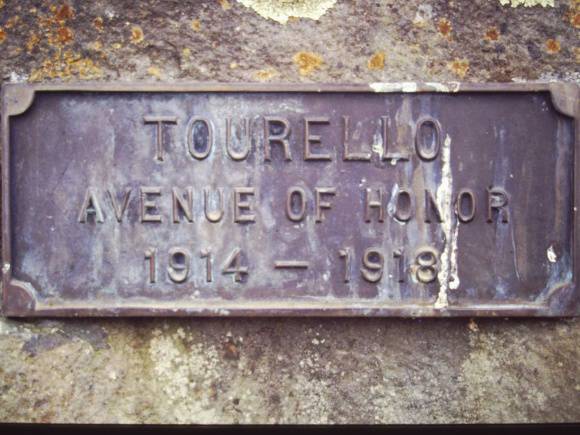 TOURELLO
AVENUE OF HONOR
1914 — 1918